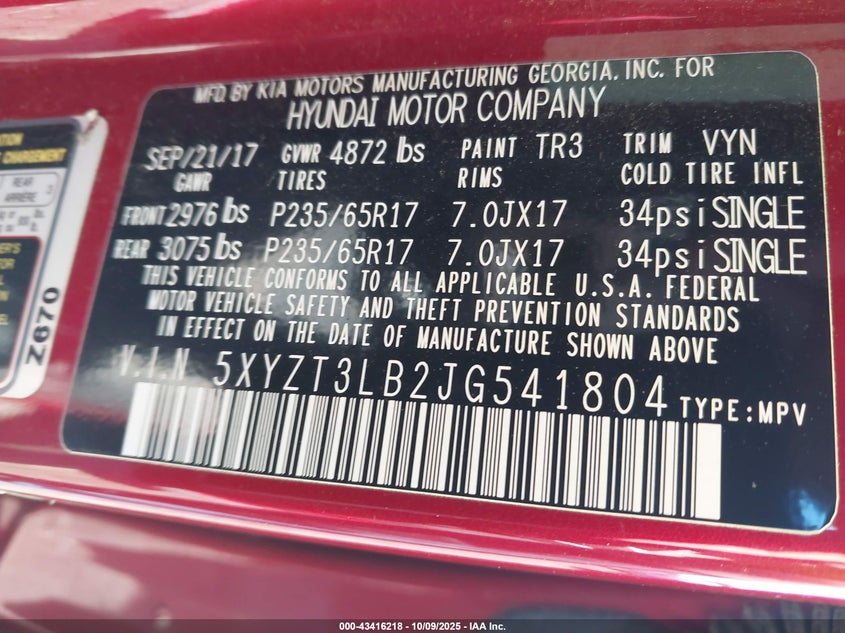 MFD. BY KIA MOTORS MANUFACTURING GEORGIA, INC. FOR
HYUNDAI MOTOR COMPANY
SEP/21/17 GVWR 4872 lbs PAINT TR3 TRIM VYN
GAWR TIRES RIMS COLD TIRE INFL
FRONT 2976 lbs P235/65R17 7.0JX17 34psi SINGLE
REAR 3075 lbs P235/65R17 7.0JX17 34psi SINGLE
THIS VEHICLE CONFORMS TO ALL APPLICABLE U.S.A. FEDERAL
MOTOR VEHICLE SAFETY AND THEFT PREVENTION STANDARDS
IN EFFECT ON THE DATE OF MANUFACTURE SHOWN ABOVE
V.I.N 5XYZT3LB2JG541804 TYPE:MPV
CHARGEMENT
REAR
ARRIERE
Z670
000-43416218 - 10/09/2025 - IAA Inc.